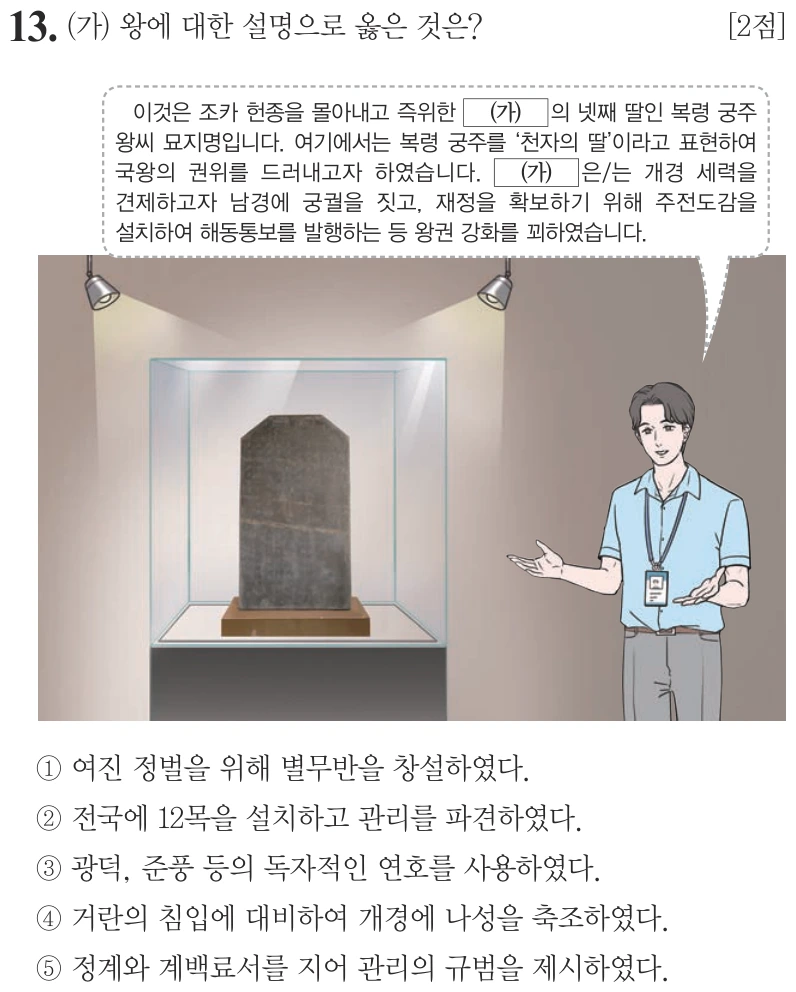 13. (가) 왕에 대한 설명으로 옳은 것은? [2점]
이것은 조카 헌종을 몰아내고 즉위한 (가) 의 넷째 딸인 복령 궁주
왕씨 묘지명입니다. 여기에서는 복령 궁주를 ‘천자의 딸’이라고 표현하여
국왕의 권위를 드러내고자 하였습니다. (가) 은/는 개경 세력을
견제하고자 남경에 궁궐을 짓고, 재정을 확보하기 위해 주전도감을
설치하여 해동통보를 발행하는 등 왕권 강화를 꾀하였습니다.
① 여진 정벌을 위해 별무반을 창설하였다.
② 전국에 12목을 설치하고 관리를 파견하였다.
③ 광덕, 준풍 등의 독자적인 연호를 사용하였다.
④ 거란의 침입에 대비하여 개경에 나성을 축조하였다.
⑤ 정계와 계백료서를 지어 관리의 규범을 제시하였다.